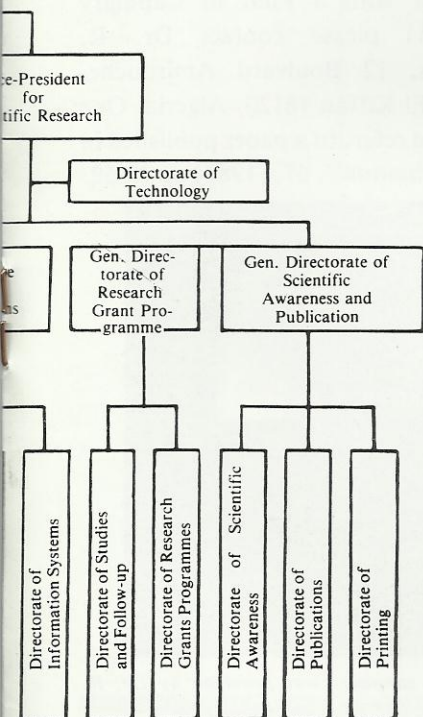 ce-President
for
tific Research
Directorate of
Technology
ns
Gen. Direc-
torate of
Research
Grant Pro-
gramme
Gen. Directorate of
Scientific
Awareness and
Publication
Directorate of
Information Systems
Directorate of Studies
and Follow-up
Directorate of Research
Grants Programmes
Directorate of Scientific
Awareness
Directorate of
Publications
Directorate of
Printing